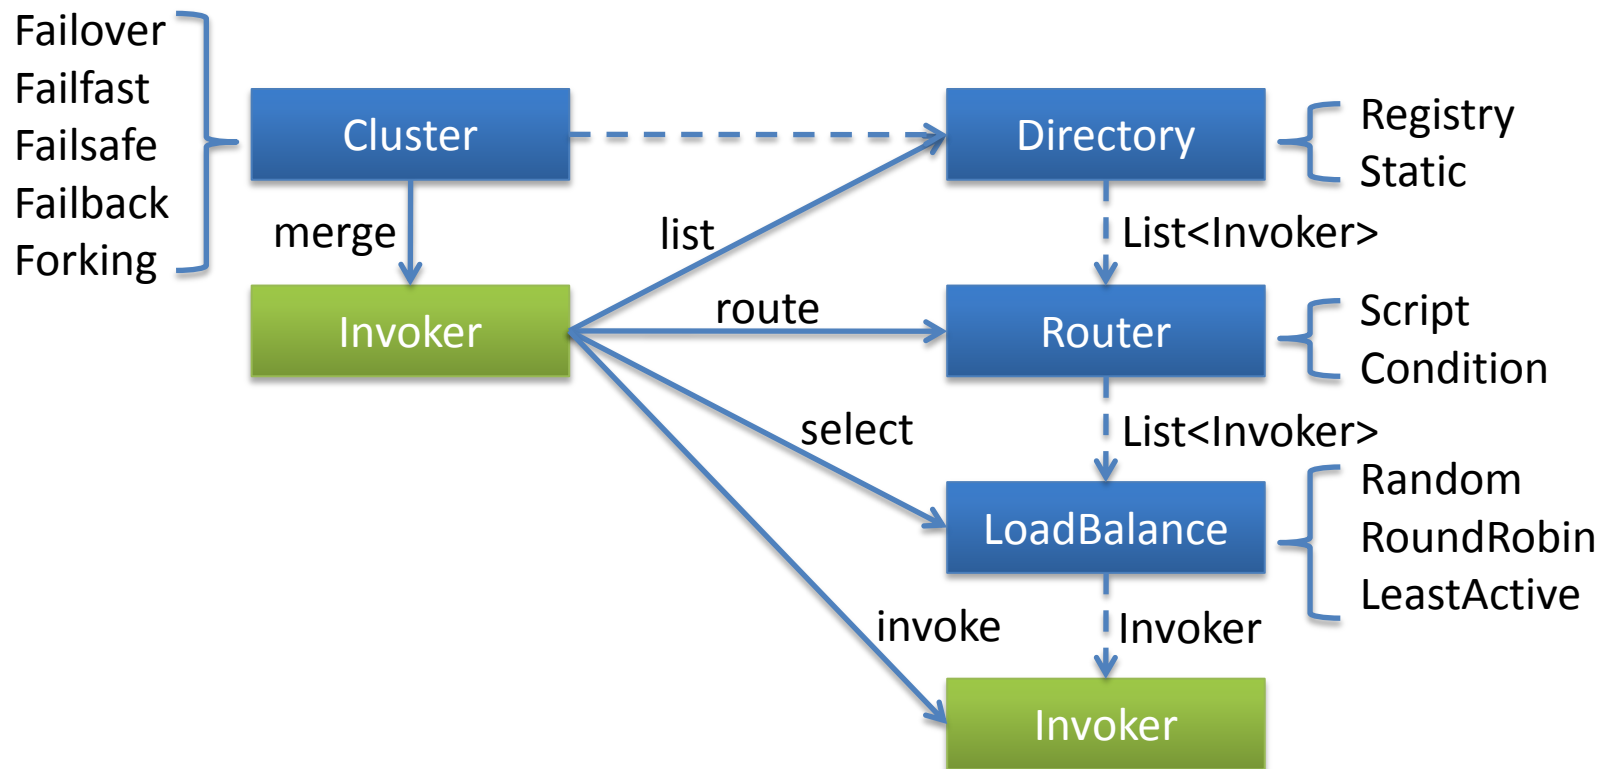 Failover
Failfast
Failsafe
Failback
Forking
Cluster
Directory
Registry
Static
merge
list
List<Invoker>
Invoker
route
Router
Script
Condition
select
List<Invoker>
LoadBalance
Random
RoundRobin
LeastActive
invoke
Invoker
Invoker